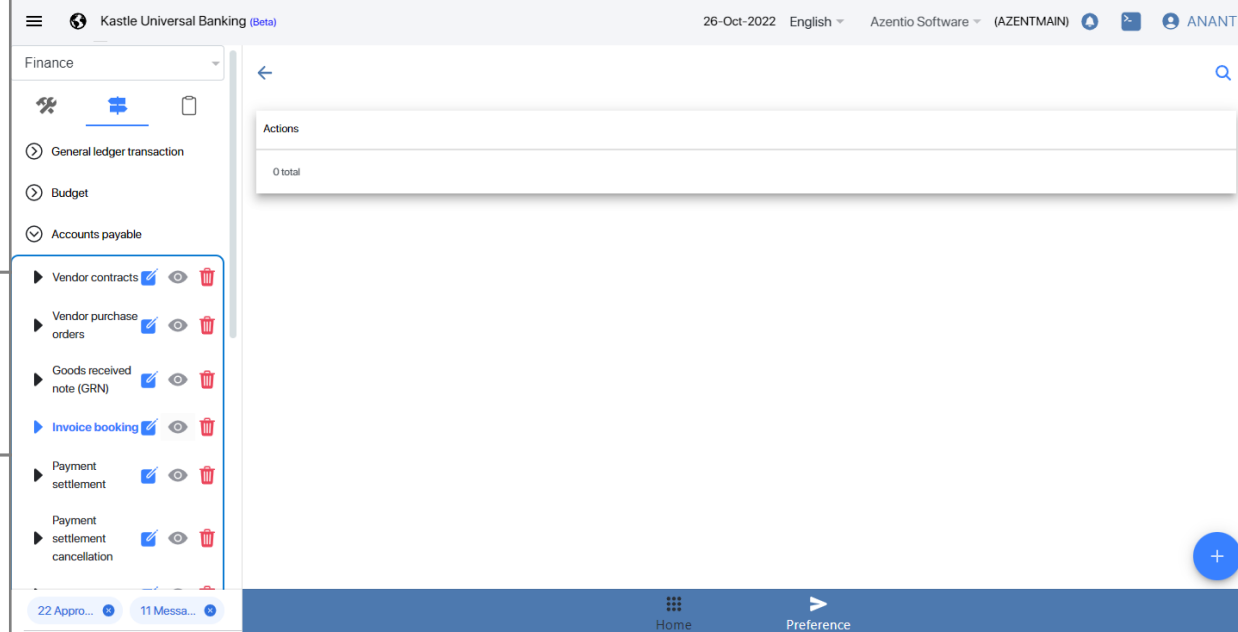 Kastle Universal Banking (Beta)
26-Oct-2022 English Azentio Software (AZENTMAIN) ANANT
Finance
General ledger transaction
Budget
Accounts payable
Vendor contracts
Vendor purchase
orders
Goods received
note (GRN)
Invoice booking
Payment
settlement
Payment
settlement
cancellation
22 Appro...
11 Messa...
Actions
0 total
Home
Preference